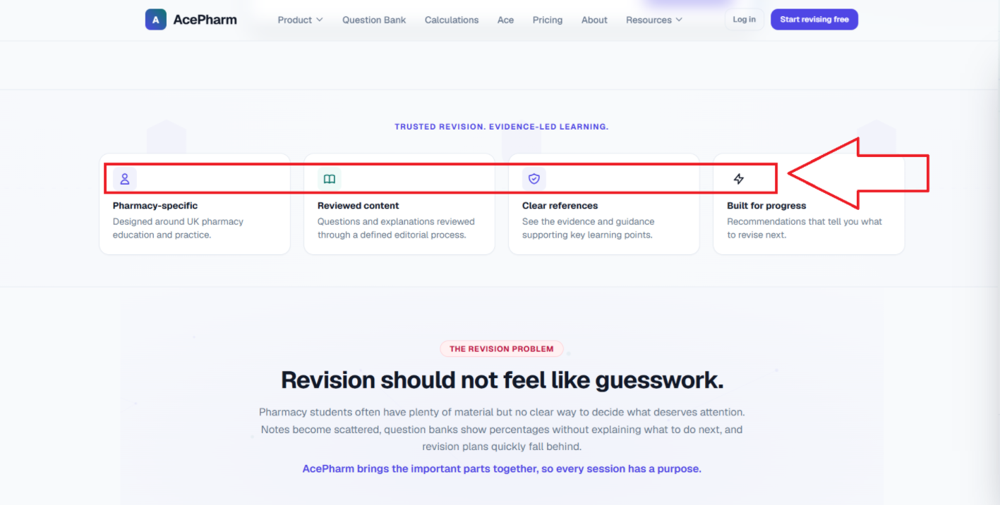 A AcePharm Product Question Bank Calculations Ace Pricing About Resources Log in Start revising free
TRUSTED REVISION. EVIDENCE-LED LEARNING.
Pharmacy-specific
Designed around UK pharmacy
education and practice.
Reviewed content
Questions and explanations reviewed
through a defined editorial process.
Clear references
See the evidence and guidance
supporting key learning points.
Built for progress
Recommendations that tell you what
to revise next.
THE REVISION PROBLEM
Revision should not feel like guesswork.
Pharmacy students often have plenty of material but no clear way to decide what deserves attention.
Notes become scattered, question banks show percentages without explaining what to do next, and
revision plans quickly fall behind.
AcePharm brings the important parts together, so every session has a purpose.